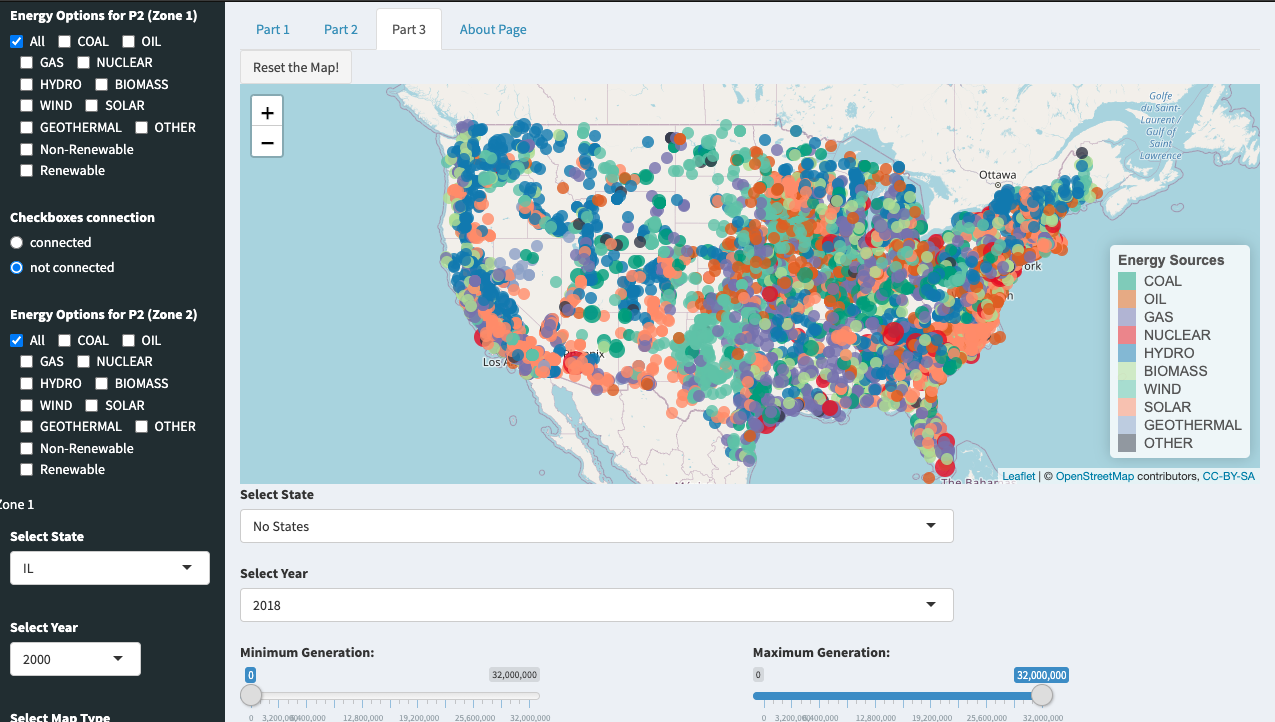 Energy Options for P2 (Zone 1)
All COAL OIL
GAS NUCLEAR
HYDRO BIOMASS
WIND SOLAR
GEOTHERMAL OTHER
Non-Renewable
Renewable
Checkboxes connection
connected
not connected
Energy Options for P2 (Zone 2)
All COAL OIL
GAS NUCLEAR
HYDRO BIOMASS
WIND SOLAR
GEOTHERMAL OTHER
Non-Renewable
Renewable
Zone 1
Select State
IL
Select Year
2000
Select Map Type
Part 1 Part 2 Part 3 About Page
Reset the Map!
+
−
Golfe
du Saint-
Laurent /
Gulf of
Saint
Lawrence
Ottawa
ork
Los A
Energy Sources
COAL
OIL
GAS
NUCLEAR
HYDRO
BIOMASS
WIND
SOLAR
GEOTHERMAL
OTHER
The Baha
Leaflet | © OpenStreetMap contributors, CC-BY-SA
Select State
No States
Select Year
2018
Minimum Generation:
0 32,000,000
0 3,200,000 6,400,000 12,800,000 19,200,000 25,600,000 32,000,000
Maximum Generation:
0 32,000,000
0 3,200,000 6,400,000 12,800,000 19,200,000 25,600,000 32,000,000